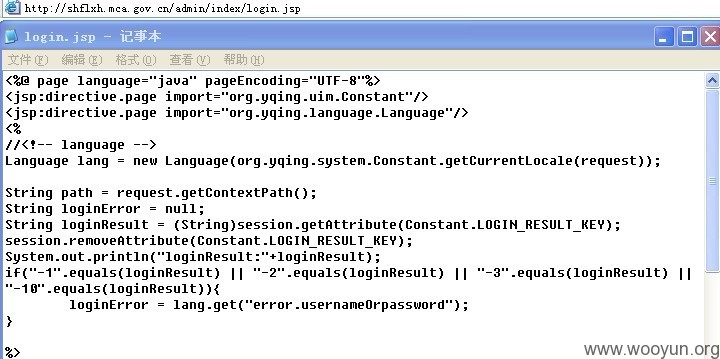 http://shflxh.mca.gov.cn/admin/index/login.jsp
login.jsp - 记事本
文件(F) 编辑(E) 格式(O) 查看(V) 帮助(H)
<%@ page language="java" pageEncoding="UTF-8"%>
<jsp:directive.page import="org.yqing.uim.Constant"/>
<jsp:directive.page import="org.yqing.language.Language"/>
<%
//<!-- language -->
Language lang = new Language(org.yqing.system.Constant.getCurrentLocale(request));
String path = request.getContextPath();
String loginError = null;
String loginResult = (String)session.getAttribute(Constant.LOGIN_RESULT_KEY);
session.removeAttribute(Constant.LOGIN_RESULT_KEY);
System.out.println("loginResult:"+loginResult);
if("-1".equals(loginResult) || "-2".equals(loginResult) || "-3".equals(loginResult) ||
"-10".equals(loginResult)){
loginError = lang.get("error.usernameOrpassword");
}
%>
www.wooyun.org